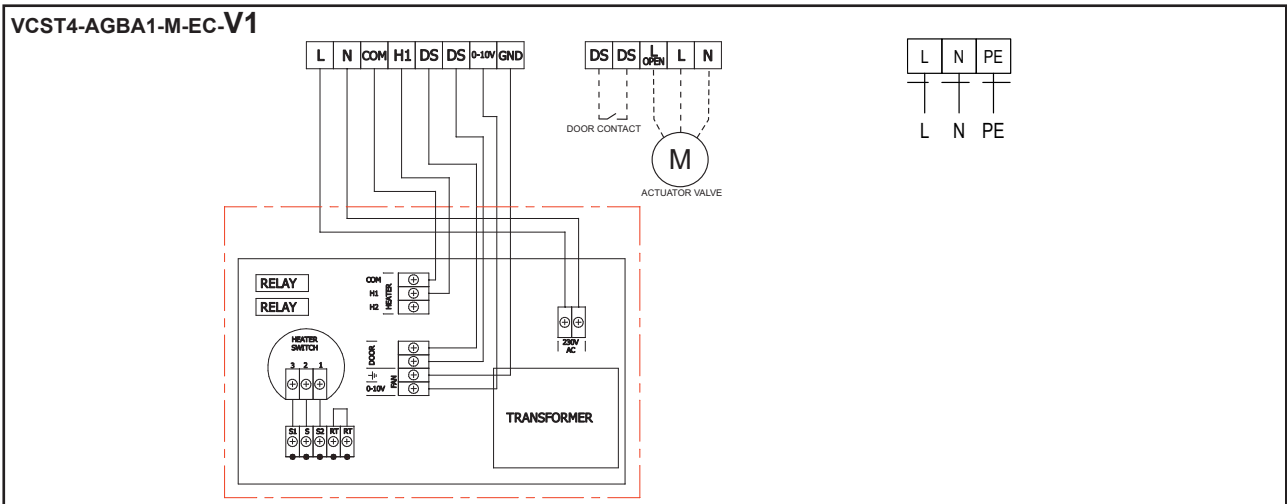 VCST4-AGBA1-M-EC-V1
L N COM H1 DS DS 0-10V GND
DS DS L OPEN L N
L N PE
DOOR CONTACT
L N PE
M
ACTUATOR VALVE
RELAY
RELAY
COM
H1
H2
HEATER
HEATER
SWITCH
3 2 1
DOOR
FAN
0-10V
230V
AC
TRANSFORMER
S1 S S2 RT RT